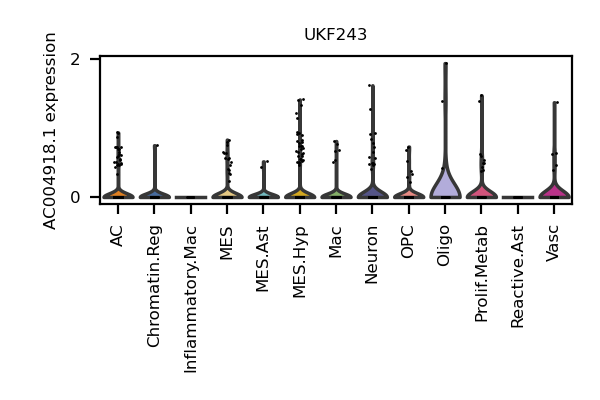 UKF243
AC004918.1 expression
2
0
AC
Chromatin.Reg
Inflammatory.Mac
MES
MES.Ast
MES.Hyp
Mac
Neuron
OPC
Oligo
Prolif.Metab
Reactive.Ast
Vasc